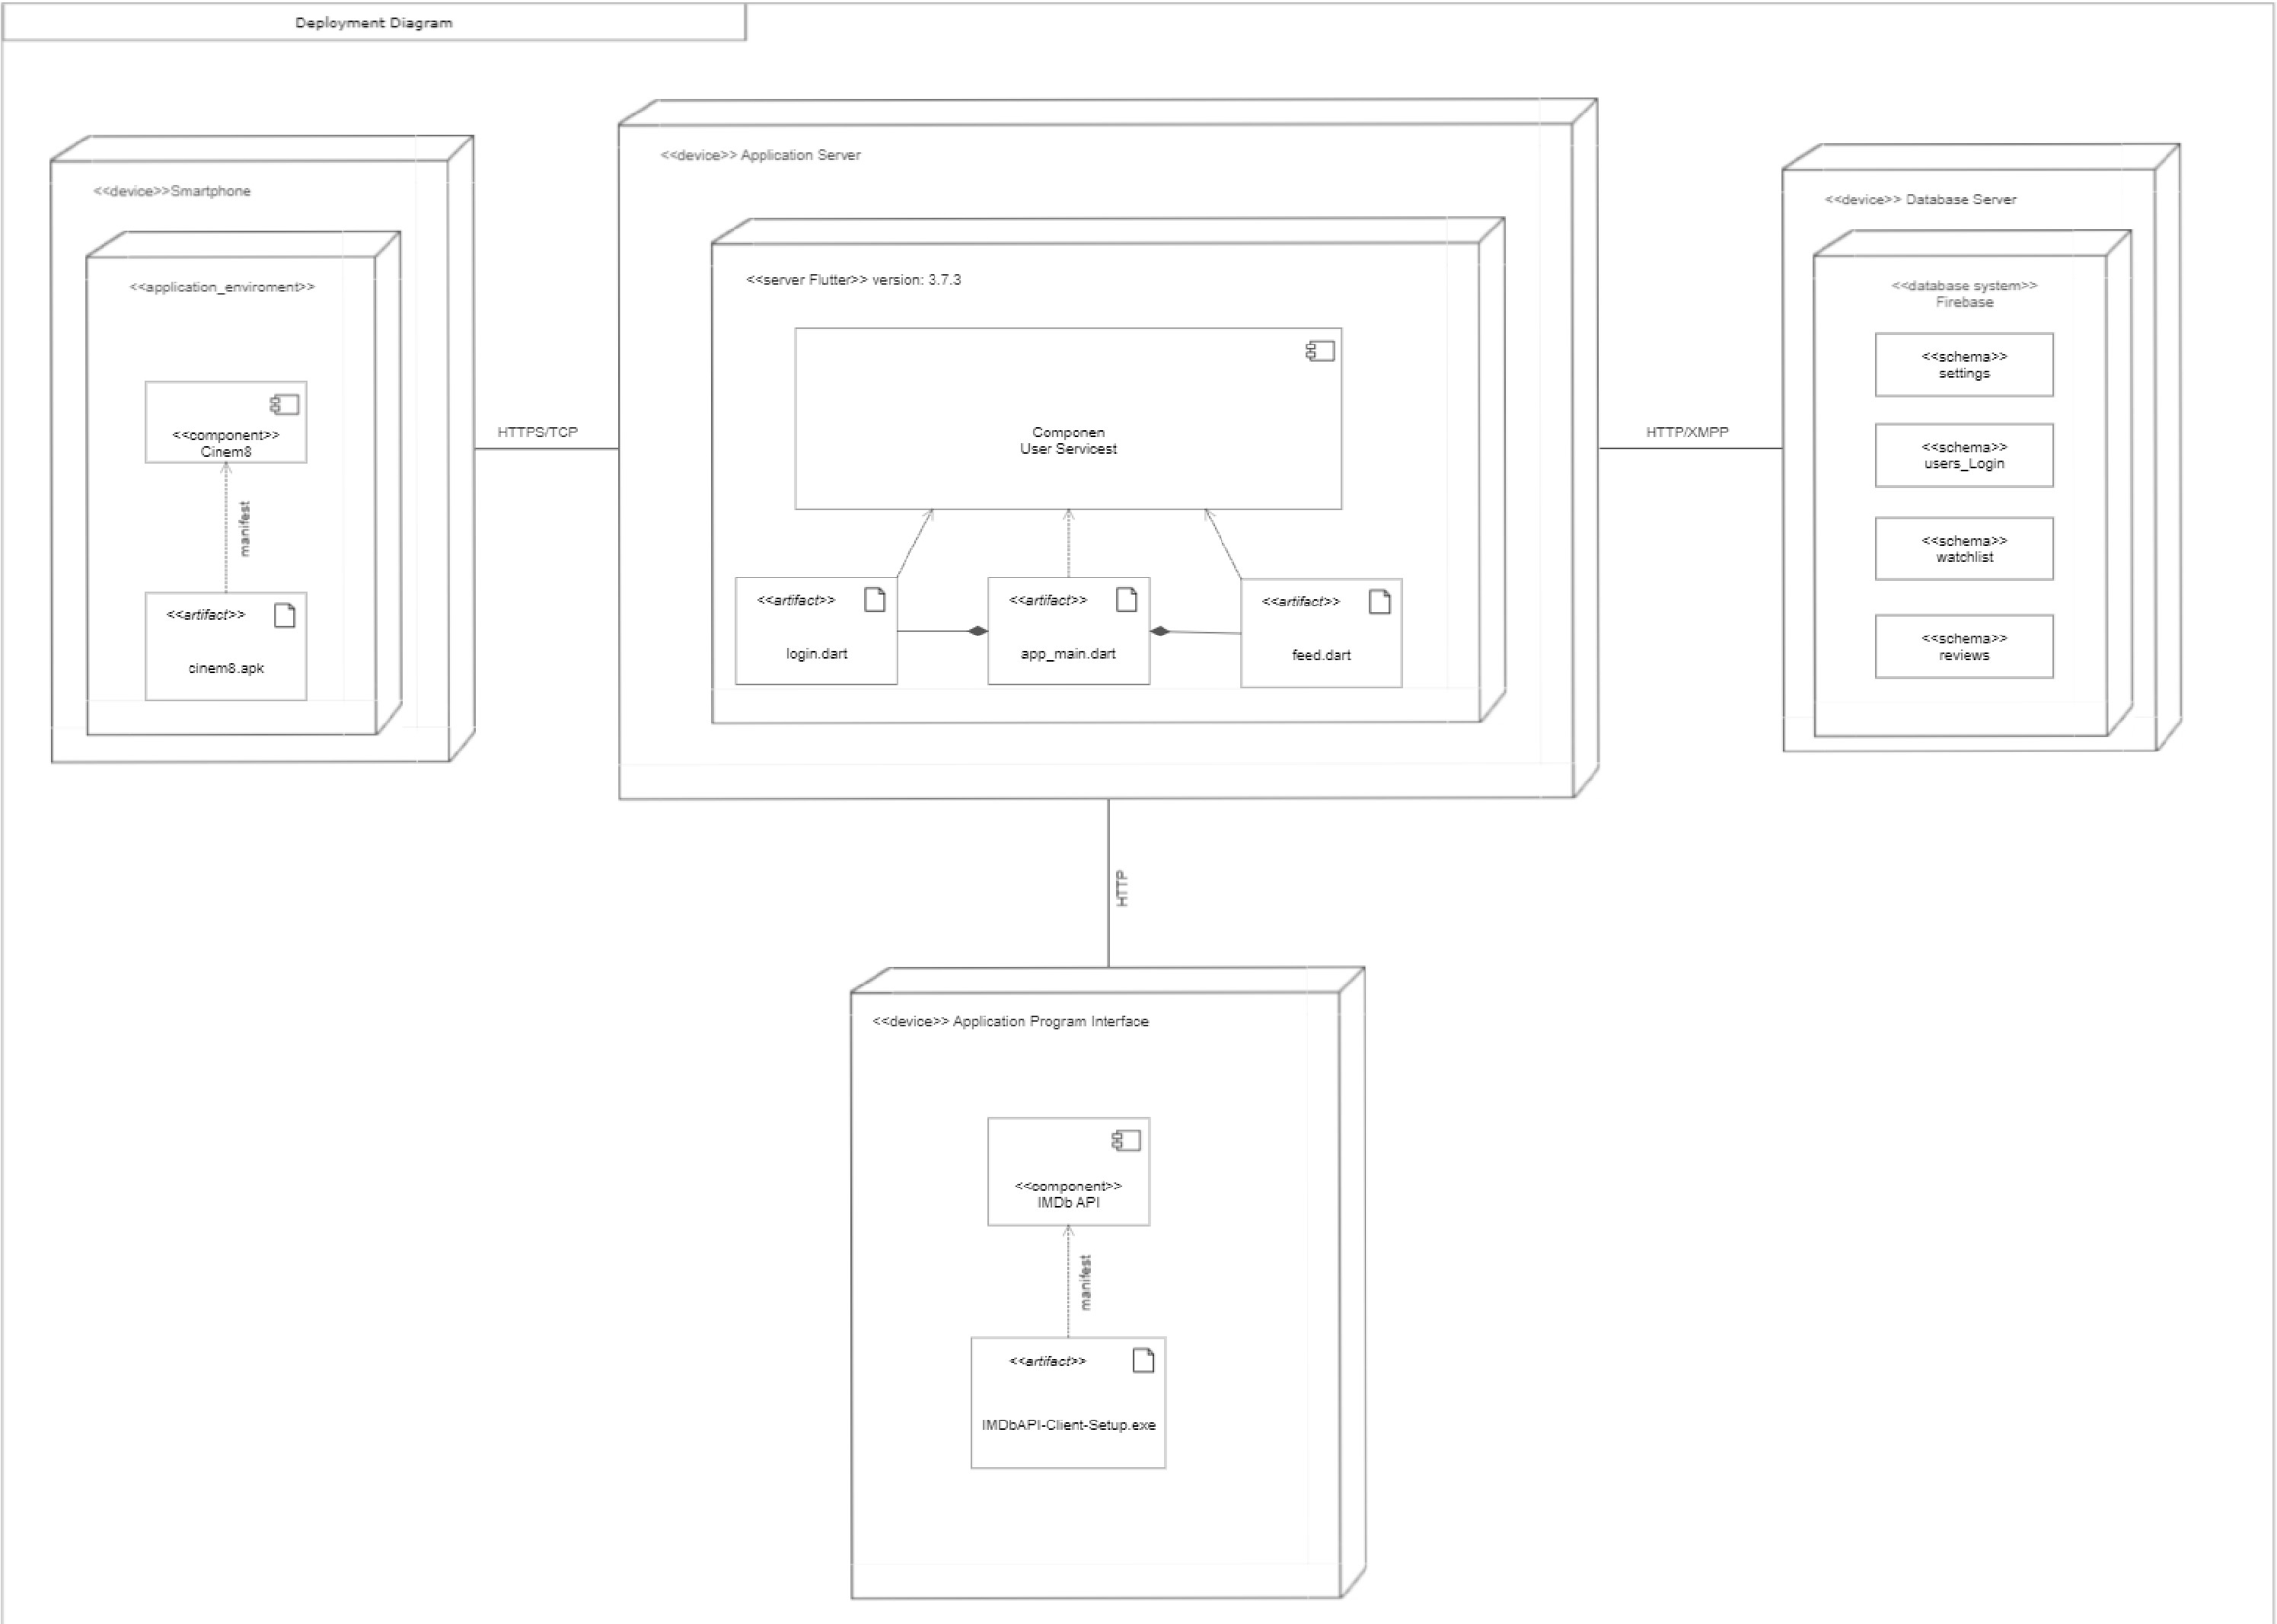 Deployment Diagram
<<device>>Smartphone
<<application_enviroment>>
<<component>>
Cinem8
manifest
<<artifact>>
cinem8.apk
HTTPS/TCP
<<device>> Application Server
<<server Flutter>> version: 3.7.3
Componen
User Servicest
<<artifact>>
login.dart
<<artifact>>
app_main.dart
<<artifact>>
feed.dart
HTTP/XMPP
<<device>> Database Server
<<database system>>
Firebase
<<schema>>
settings
<<schema>>
users_Login
<<schema>>
watchlist
<<schema>>
reviews
HTTP
<<device>> Application Program Interface
<<component>>
IMDb API
manifest
<<artifact>>
IMDbAPI-Client-Setup.exe